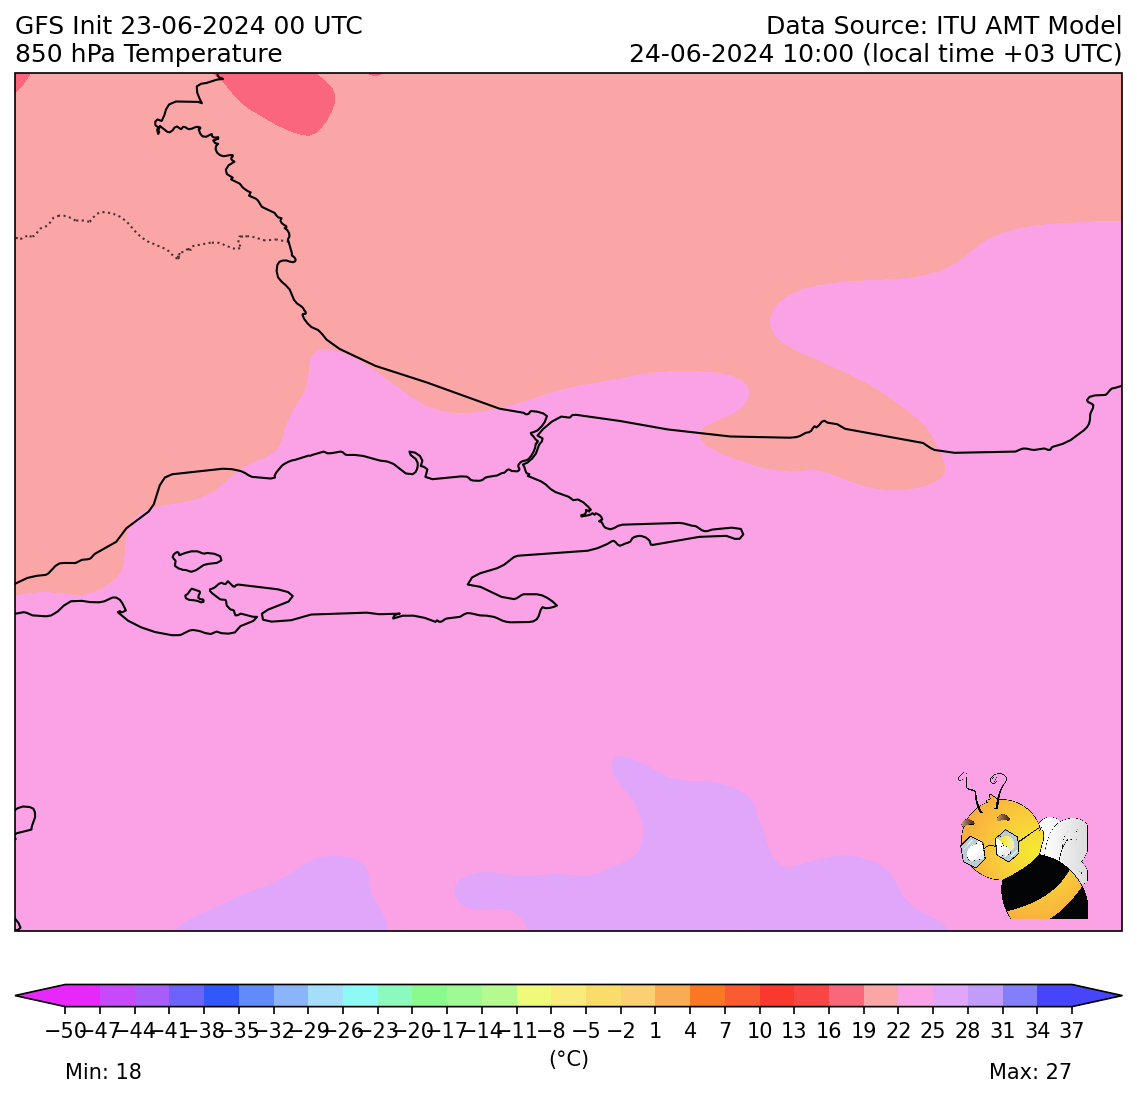 GFS Init 23-06-2024 00 UTC
850 hPa Temperature
Data Source: ITU AMT Model
24-06-2024 10:00 (local time +03 UTC)
−50 −47 −44 −41 −38 −35 −32 −29 −26 −23 −20 −17 −14 −11 −8 −5 −2 1 4 7 10 13 16 19 22 25 28 31 34 37
(°C)
Min: 18
Max: 27